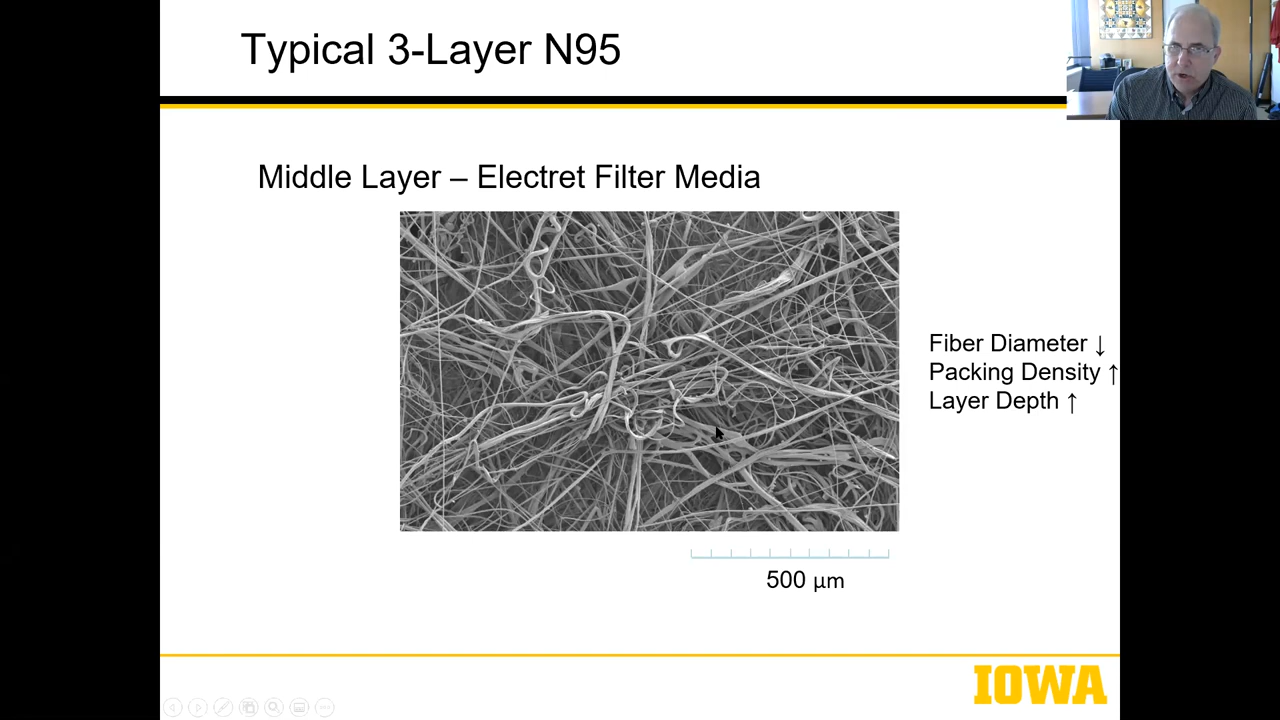 Typical 3-Layer N95
Middle Layer – Electret Filter Media
Fiber Diameter ↓
Packing Density ↑
Layer Depth ↑
500 µm
IOWA